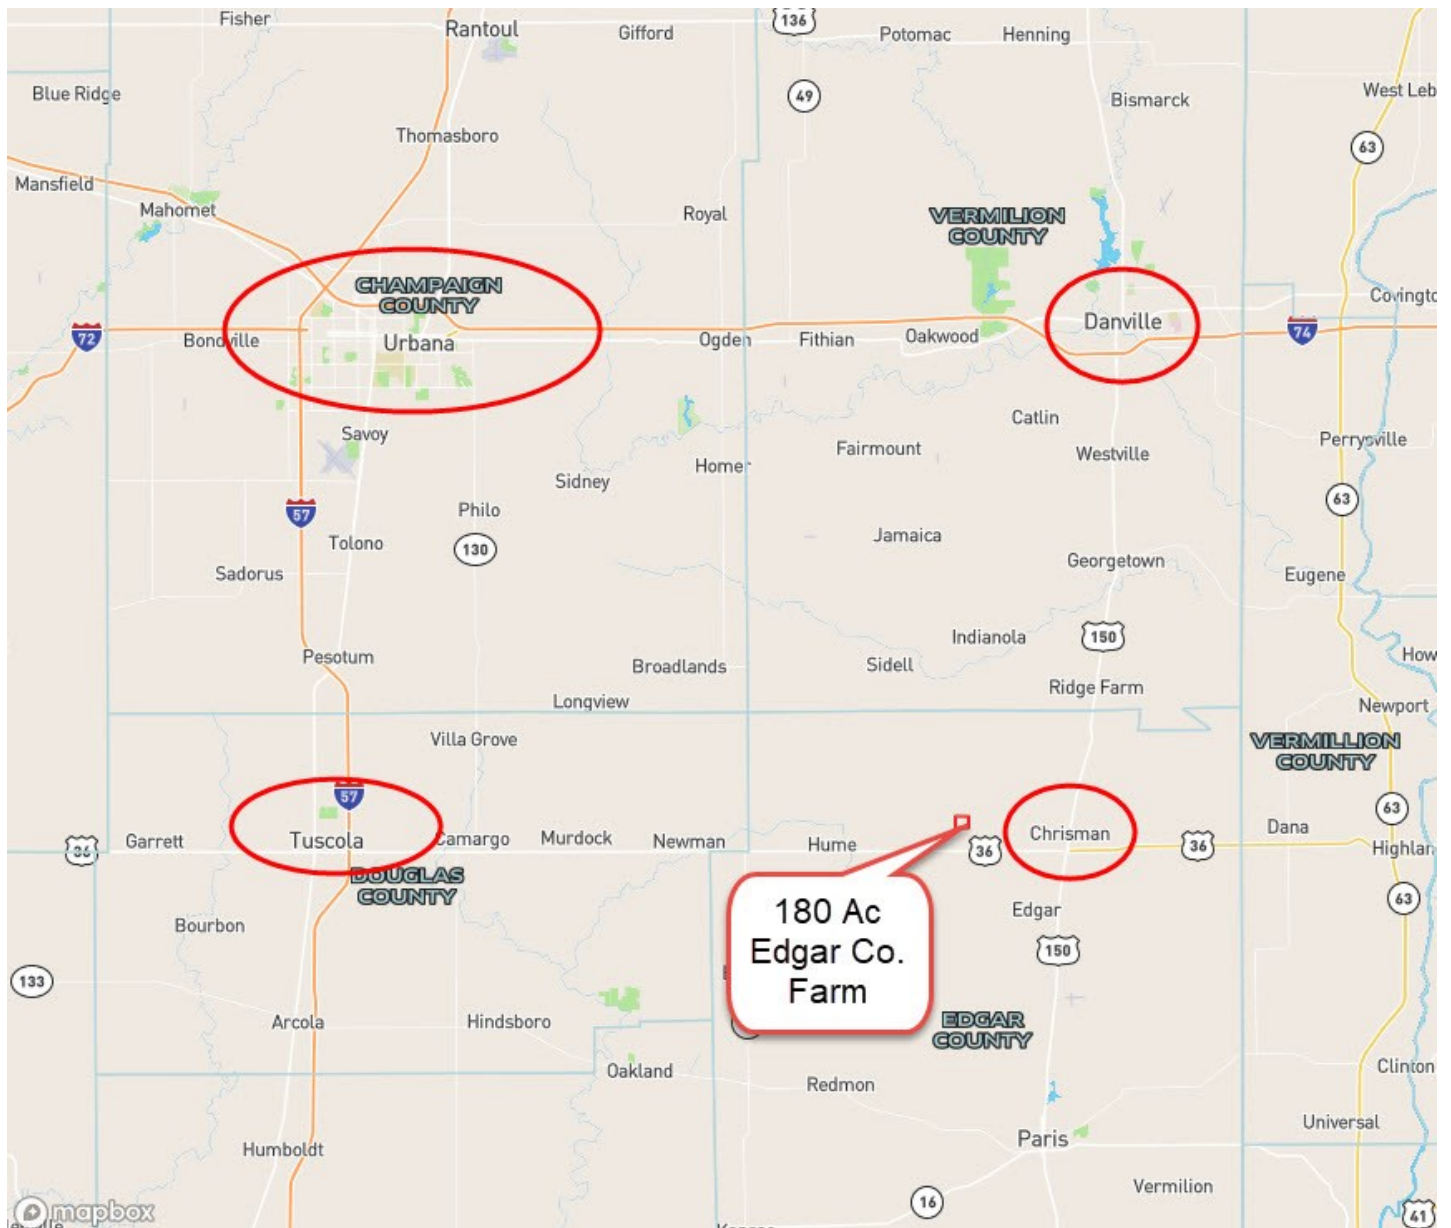 Fisher
Rantoul
Gifford
136
Potomac
Henning
Blue Ridge
49
Bismarck
West Leb
Thomasboro
63
Mansfield
Mahomet
Royal
VERMILION
COUNTY
CHAMPAIGN
COUNTY
Covingto
72
Bondville
Urbana
Ogden
Fithian
Oakwood
Danville
74
Catlin
Savoy
Fairmount
Westville
Perrysville
Homer
Sidney
63
57
Philo
Tolono
130
Jamaica
Georgetown
Sadorus
Eugene
Indianola
150
Pesotum
Broadlands
Sidell
How
Ridge Farm
Longview
Newport
Villa Grove
VERMILLION
COUNTY
57
63
36
Garrett
Tuscola
Camargo
Murdock
Newman
Hume
36
Chrisman
36
Dana
Highlan
DOUGLAS
COUNTY
63
180 Ac
Edgar Co.
Farm
Bourbon
Edgar
150
133
Arcola
Hindsboro
EDGAR
COUNTY
Oakland
Redmon
Clinton
Universal
Humboldt
Paris
Vermilion
16
mapbox
41